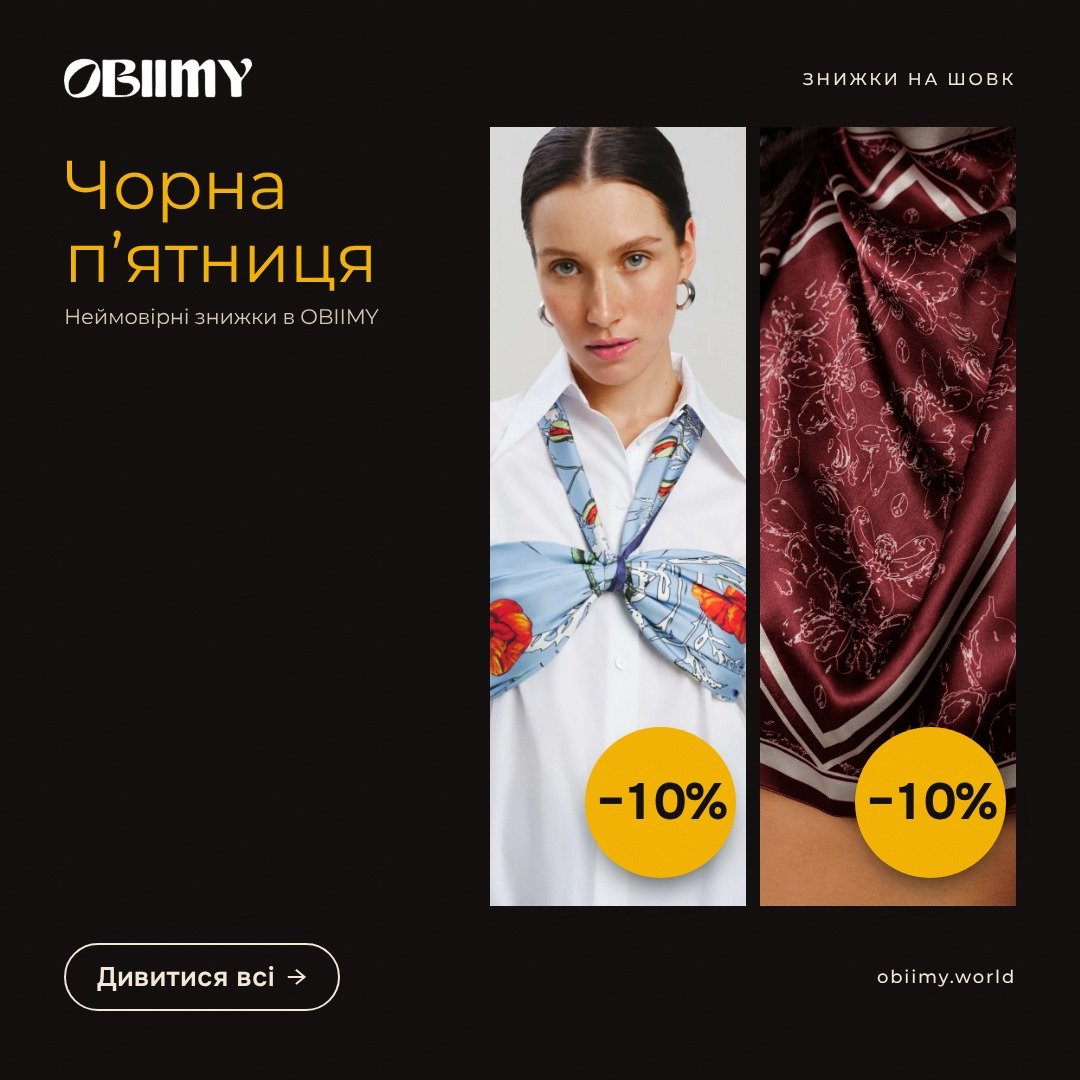 OBIIMY
ЗНИЖКИ НА ШОВК
Чорна
п’ятниця
Неймовірні знижки в OBIIMY
-10%
-10%
Дивитися всі →
obiimy.world